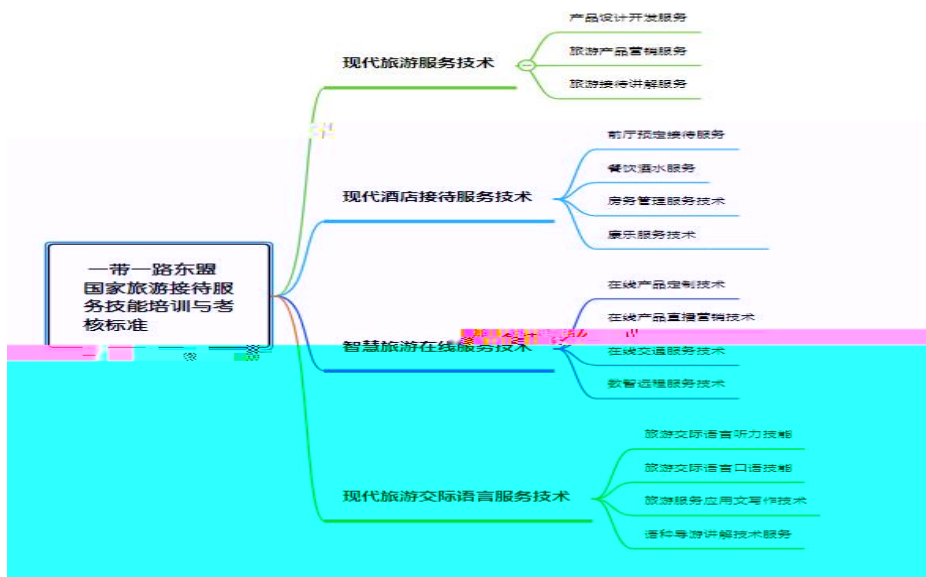 一带一路东盟
国家旅游接待服
务技能培训与考
核标准
现代旅游服务技术
产品设计开发服务
旅游产品营销服务
旅游接待讲解服务
现代酒店接待服务技术
前厅预定接待服务
餐饮酒水服务
房务管理服务技术
康乐服务技术
智慧旅游在线服务技术
在线产品定制技术
在线产品直播营销技术
在线交通服务技术
数智远程服务技术
现代旅游交际语言服务技术
旅游交际语言听力技能
旅游交际语言口语技能
旅游服务应用文写作技术
语种导游讲解技术服务